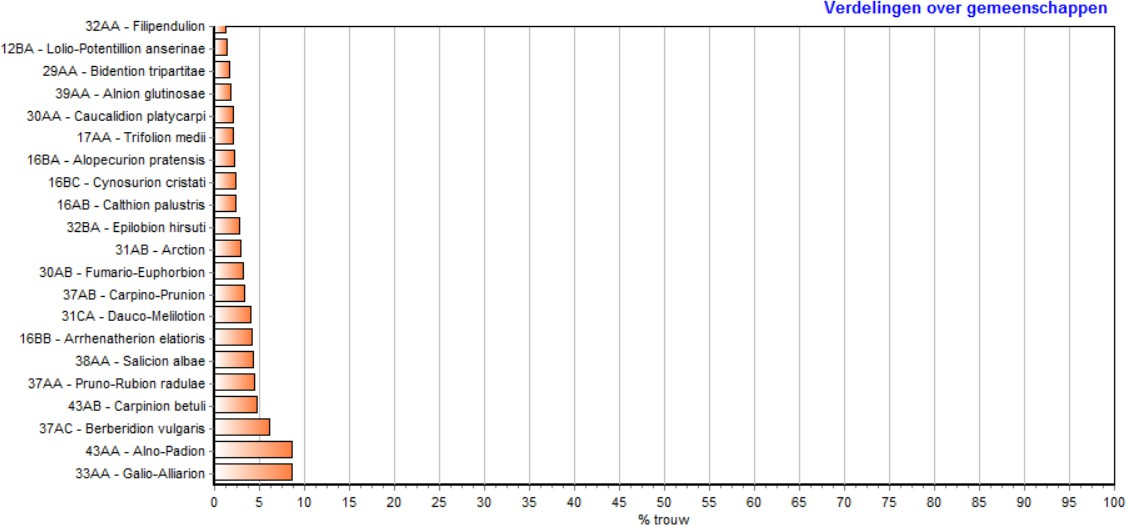 Verdelingen over gemeenschappen
32AA - Filipendulion
12BA - Lolio-Potentillion anserinae
29AA - Bidention tripartitae
39AA - Alnion glutinosae
30AA - Caucalidion platycarpi
17AA - Trifolion medii
16BA - Alopecurion pratensis
16BC - Cynosurion cristati
16AB - Calthion palustris
32BA - Epilobion hirsuti
31AB - Arction
30AB - Fumario-Euphorbion
37AB - Carpino-Prunion
31CA - Dauco-Melilotion
16BB - Arrhenatherion elatioris
38AA - Salicion albae
37AA - Pruno-Rubion radulae
43AB - Carpinion betuli
37AC - Berberidion vulgaris
43AA - Alno-Padion
33AA - Galio-Alliarion
0 5 10 15 20 25 30 35 40 45 50 55 60 65 70 75 80 85 90 95 100
% trouw